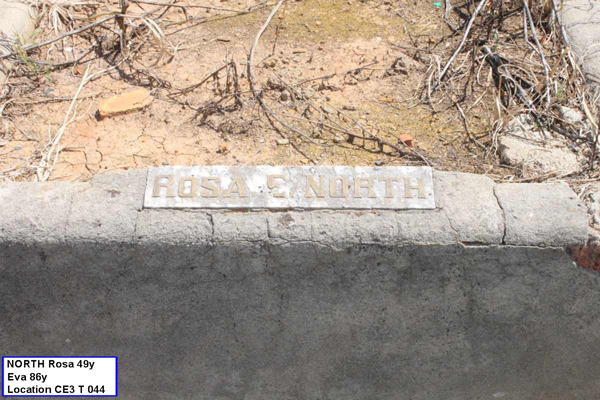 ROSA E NORTH
NORTH Rosa 49y
Eva 86y
Location CE3 T 044